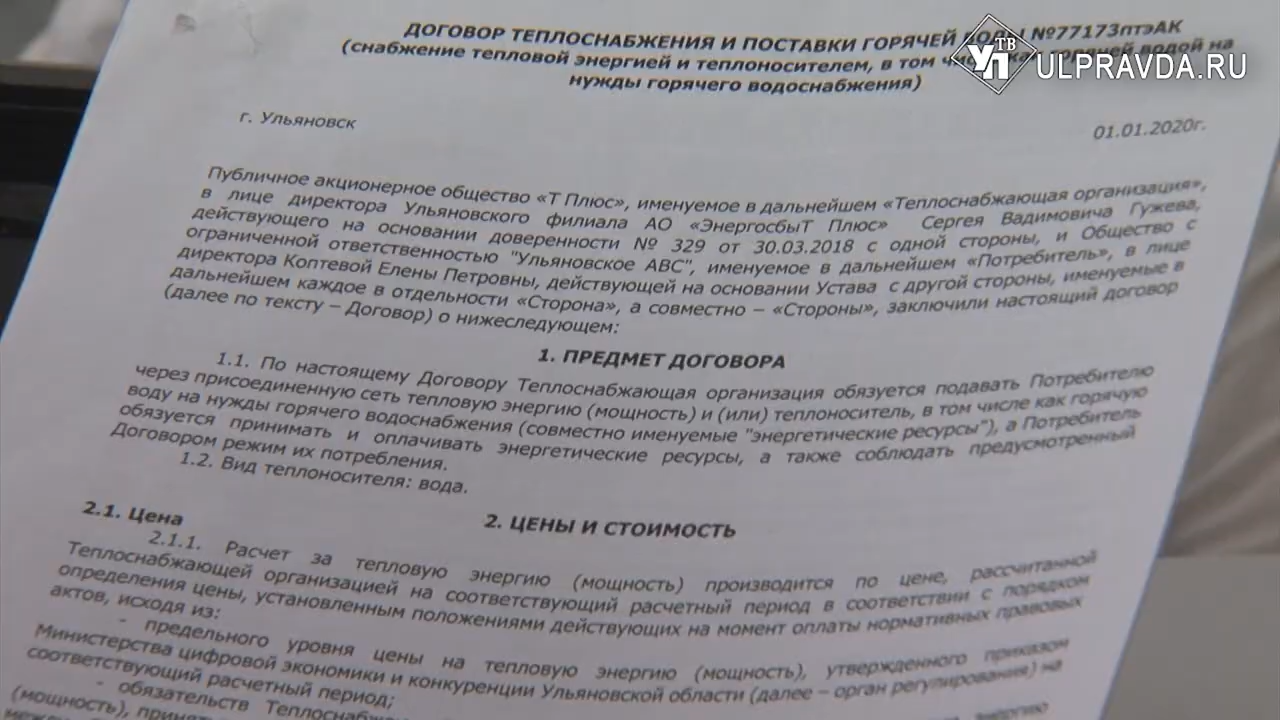 ДОГОВОР ТЕПЛОСНАБЖЕНИЯ И ПОСТАВКИ ГОРЯЧЕЙ ВОДЫ №77173птэАК
(снабжение тепловой энергией и теплоносителем, в том числе как горячей водой на
нужды горячего водоснабжения)
УП ТВ ULPRAVDA.RU
г. Ульяновск
01.01.2020г.
Публичное акционерное общество «Т Плюс», именуемое в дальнейшем «Теплоснабжающая организация»,
в лице директора Ульяновского филиала АО «ЭнергосбыТ Плюс» Сергея Вадимовича Гужева,
действующего на основании доверенности № 329 от 30.03.2018 с одной стороны, и Общество с
ограниченной ответственностью "Ульяновское АВС", именуемое в дальнейшем «Потребитель», в лице
директора Коптевой Елены Петровны, действующей на основании Устава с другой стороны, именуемые в
дальнейшем каждое в отдельности «Сторона», а совместно – «Стороны», заключили настоящий договор
(далее по тексту – Договор) о нижеследующем:
1. ПРЕДМЕТ ДОГОВОРА
1.1. По настоящему Договору Теплоснабжающая организация обязуется подавать Потребителю
через присоединенную сеть тепловую энергию (мощность) и (или) теплоноситель, в том числе как горячую
воду на нужды горячего водоснабжения (совместно именуемые "энергетические ресурсы"), а Потребитель
обязуется принимать и оплачивать энергетические ресурсы, а также соблюдать предусмотренный
Договором режим их потребления.
1.2. Вид теплоносителя: вода.
2. ЦЕНЫ И СТОИМОСТЬ
2.1. Цена
2.1.1. Расчет за тепловую энергию (мощность) производится по цене, рассчитанной
Теплоснабжающей организацией на соответствующий расчетный период в соответствии с порядком
определения цены, установленным положениями действующих на момент оплаты нормативных правовых
актов, исходя из:
- предельного уровня цены на тепловую энергию (мощность), утвержденного приказом
Министерства цифровой экономики и конкуренции Ульяновской области (далее – орган регулирования) на
соответствующий расчетный период;
- обязательств
энергию
(мощность),